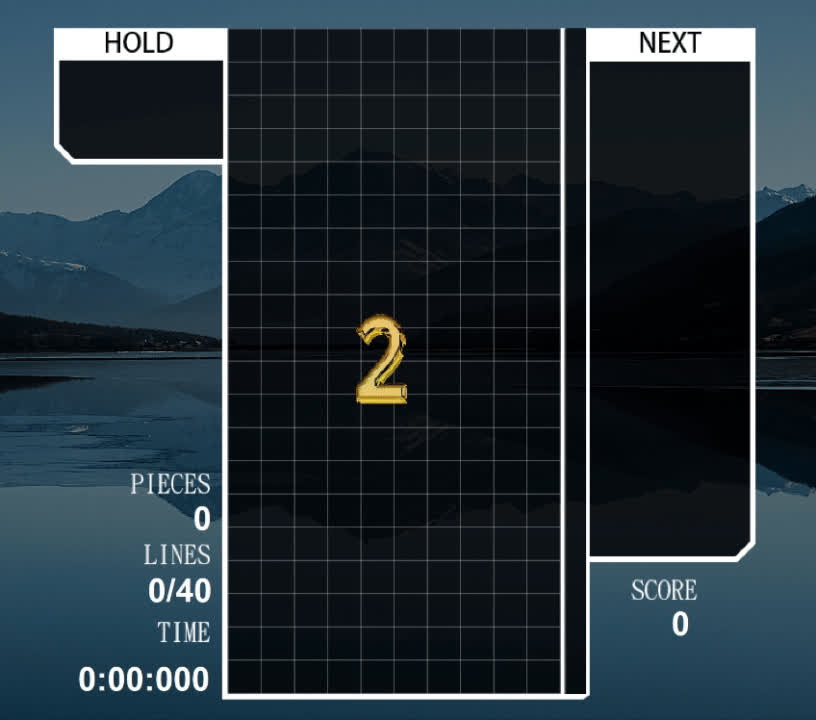 HOLD
NEXT
2
PIECES
0
LINES
0/40
TIME
0:00:000
SCORE
0